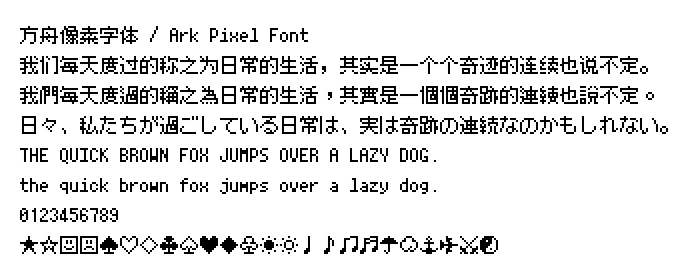 方舟像素字体 / Ark Pixel Font
我们每天度过的称之为日常的生活，其实是一个个奇迹的连续也说不定。
我們每天度過的稱之為日常的生活，其實是一個個奇跡的連續也說不定。
日々、私たちが過ごしている日常は、実は奇跡の連続なのかもしれない。
THE QUICK BROWN FOX JUMPS OVER A LAZY DOG.
the quick brown fox jumps over a lazy dog.
0123456789
★☆☺☹♠♡♢♣♤♥♦♧☀☼♩♪♫♬☂☁⚓✈⚔☯